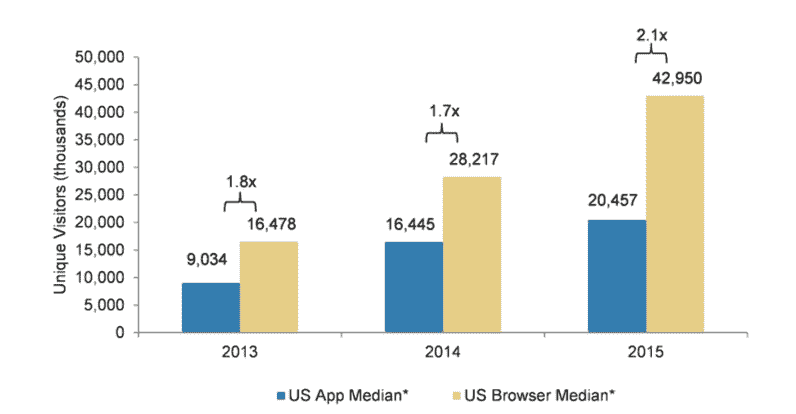 2.1x
50,000
45,000
42,950
40,000
1.7x
35,000
30,000
28,217
25,000
1.8x
20,457
20,000
16,478
16,445
15,000
9,034
10,000
5,000
0
Unique Visitors (thousands)
2013 2014 2015
US App Median* US Browser Median*